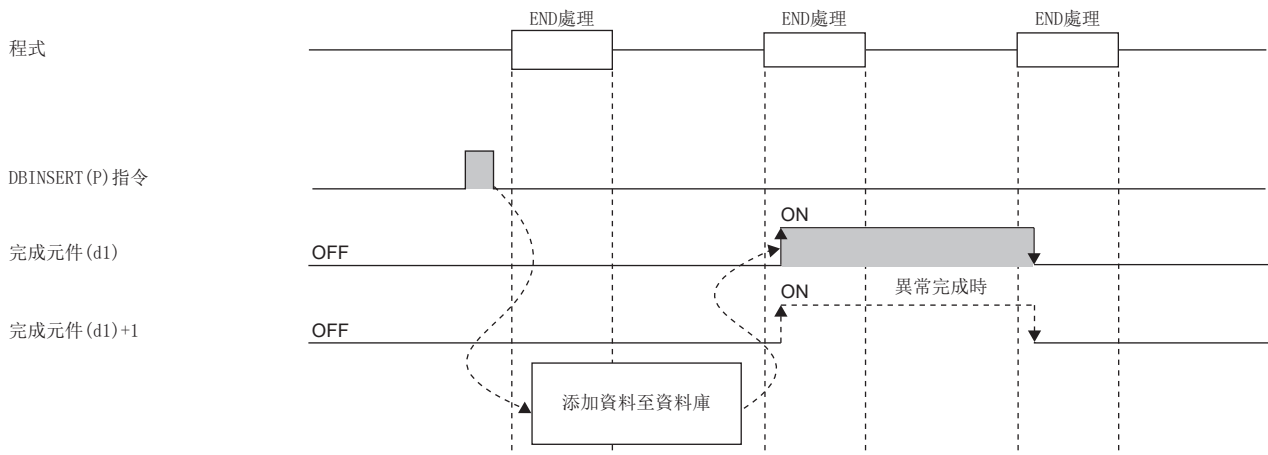 END處理 END處理 END處理
程式
DBINSERT(P)指令
ON
完成元件(d1) OFF
ON 異常完成時
完成元件(d1)+1 OFF
添加資料至資料庫